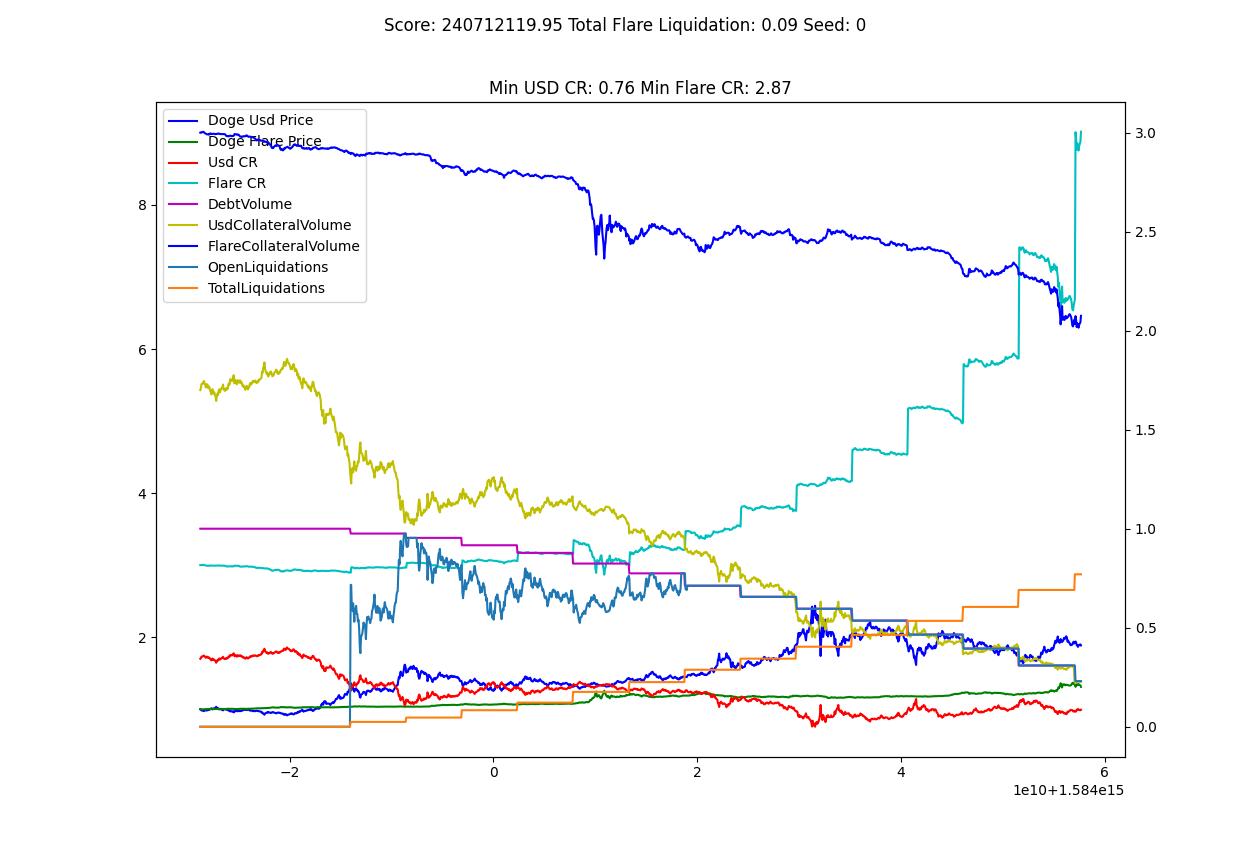 Score: 240712119.95 Total Flare Liquidation: 0.09 Seed: 0
Min USD CR: 0.76 Min Flare CR: 2.87
Doge Usd Price
Doge Flare Price
Usd CR
Flare CR
DebtVolume
UsdCollateralVolume
FlareCollateralVolume
OpenLiquidations
TotalLiquidations
8
6
4
2
3.0
2.5
2.0
1.5
1.0
0.5
0.0
−2
0
2
4
6
1e10+1.584e15